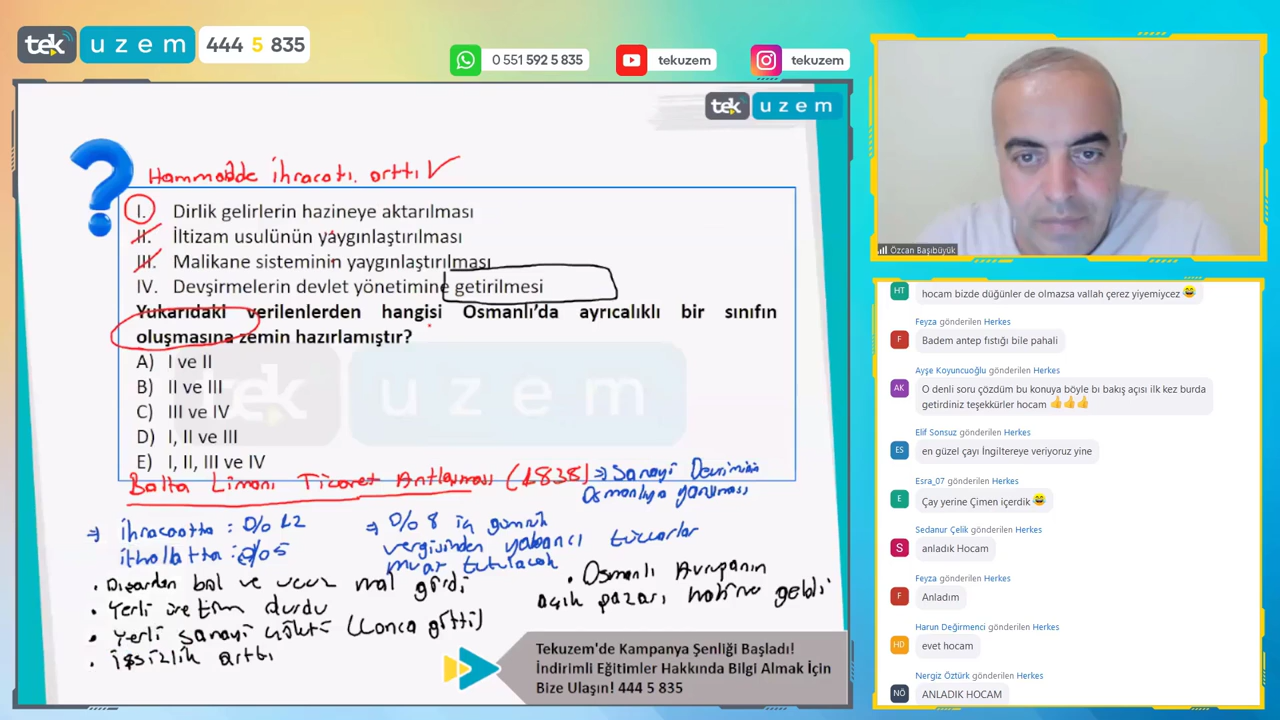 tek uzem 444 5 835
0 551 592 5 835
tekuzem
tekuzem
tek uzem
Hammadde ihracatı arttı
I. Dirlik gelirlerin hazineye aktarılması
II. İltizam usulünün yaygınlaştırılması
III. Malikane sisteminin yaygınlaştırılması
IV. Devşirmelerin devlet yönetimine getirilmesi
Yukarıdaki verilenlerden hangisi Osmanlı’da ayrıcalıklı bir sınıfın
oluşmasına zemin hazırlamıştır?
A) I ve II
B) II ve III
C) III ve IV
D) I, II ve III
E) I, II, III ve IV
tek uzem
Balta Limanı Ticaret Antlaşması (1838) => Sanayi Devriminin
Osmanlıya yansıması
=> İhracatta : % 12
İthalatta : % 5
=> % 8 iç gümrük
vergisinden yabancı tüccarlar
muaf tutulacak
• Dışardan bol ve ucuz mal girdi
• Yerli üretim durdu
• Yerli sanayi çöktü (Lonca gitti)
• İşsizlik arttı
• Osmanlı Avrupanın
açık pazarı haline geldi
Tekuzem'de Kampanya Şenliği Başladı!
İndirimli Eğitimler Hakkında Bilgi Almak İçin
Bize Ulaşın! 444 5 835
Özcan Başıbüyük
HT
hocam bizde düğünler de olmazsa vallah çerez yiyemiycez 😅
Feyza gönderilen Herkes
F Badem antep fıstığı bile pahali
Ayşe Koyuncuoğlu gönderilen Herkes
AK O denli soru çözdüm bu konuya böyle bı bakış açısı ilk kez burda
getirdiniz teşekkürler hocam 👍👍👍
Elif Sonsuz gönderilen Herkes
ES en güzel çayı İngiltereye veriyoruz yine
Esra_07 gönderilen Herkes
E Çay yerine Çimen içerdik 😂
Sedanur Çelik gönderilen Herkes
S anladık Hocam
Feyza gönderilen Herkes
F Anladım
Harun Değirmenci gönderilen Herkes
HD evet hocam
Nergiz Öztürk gönderilen Herkes
NÖ ANLADIK HOCAM